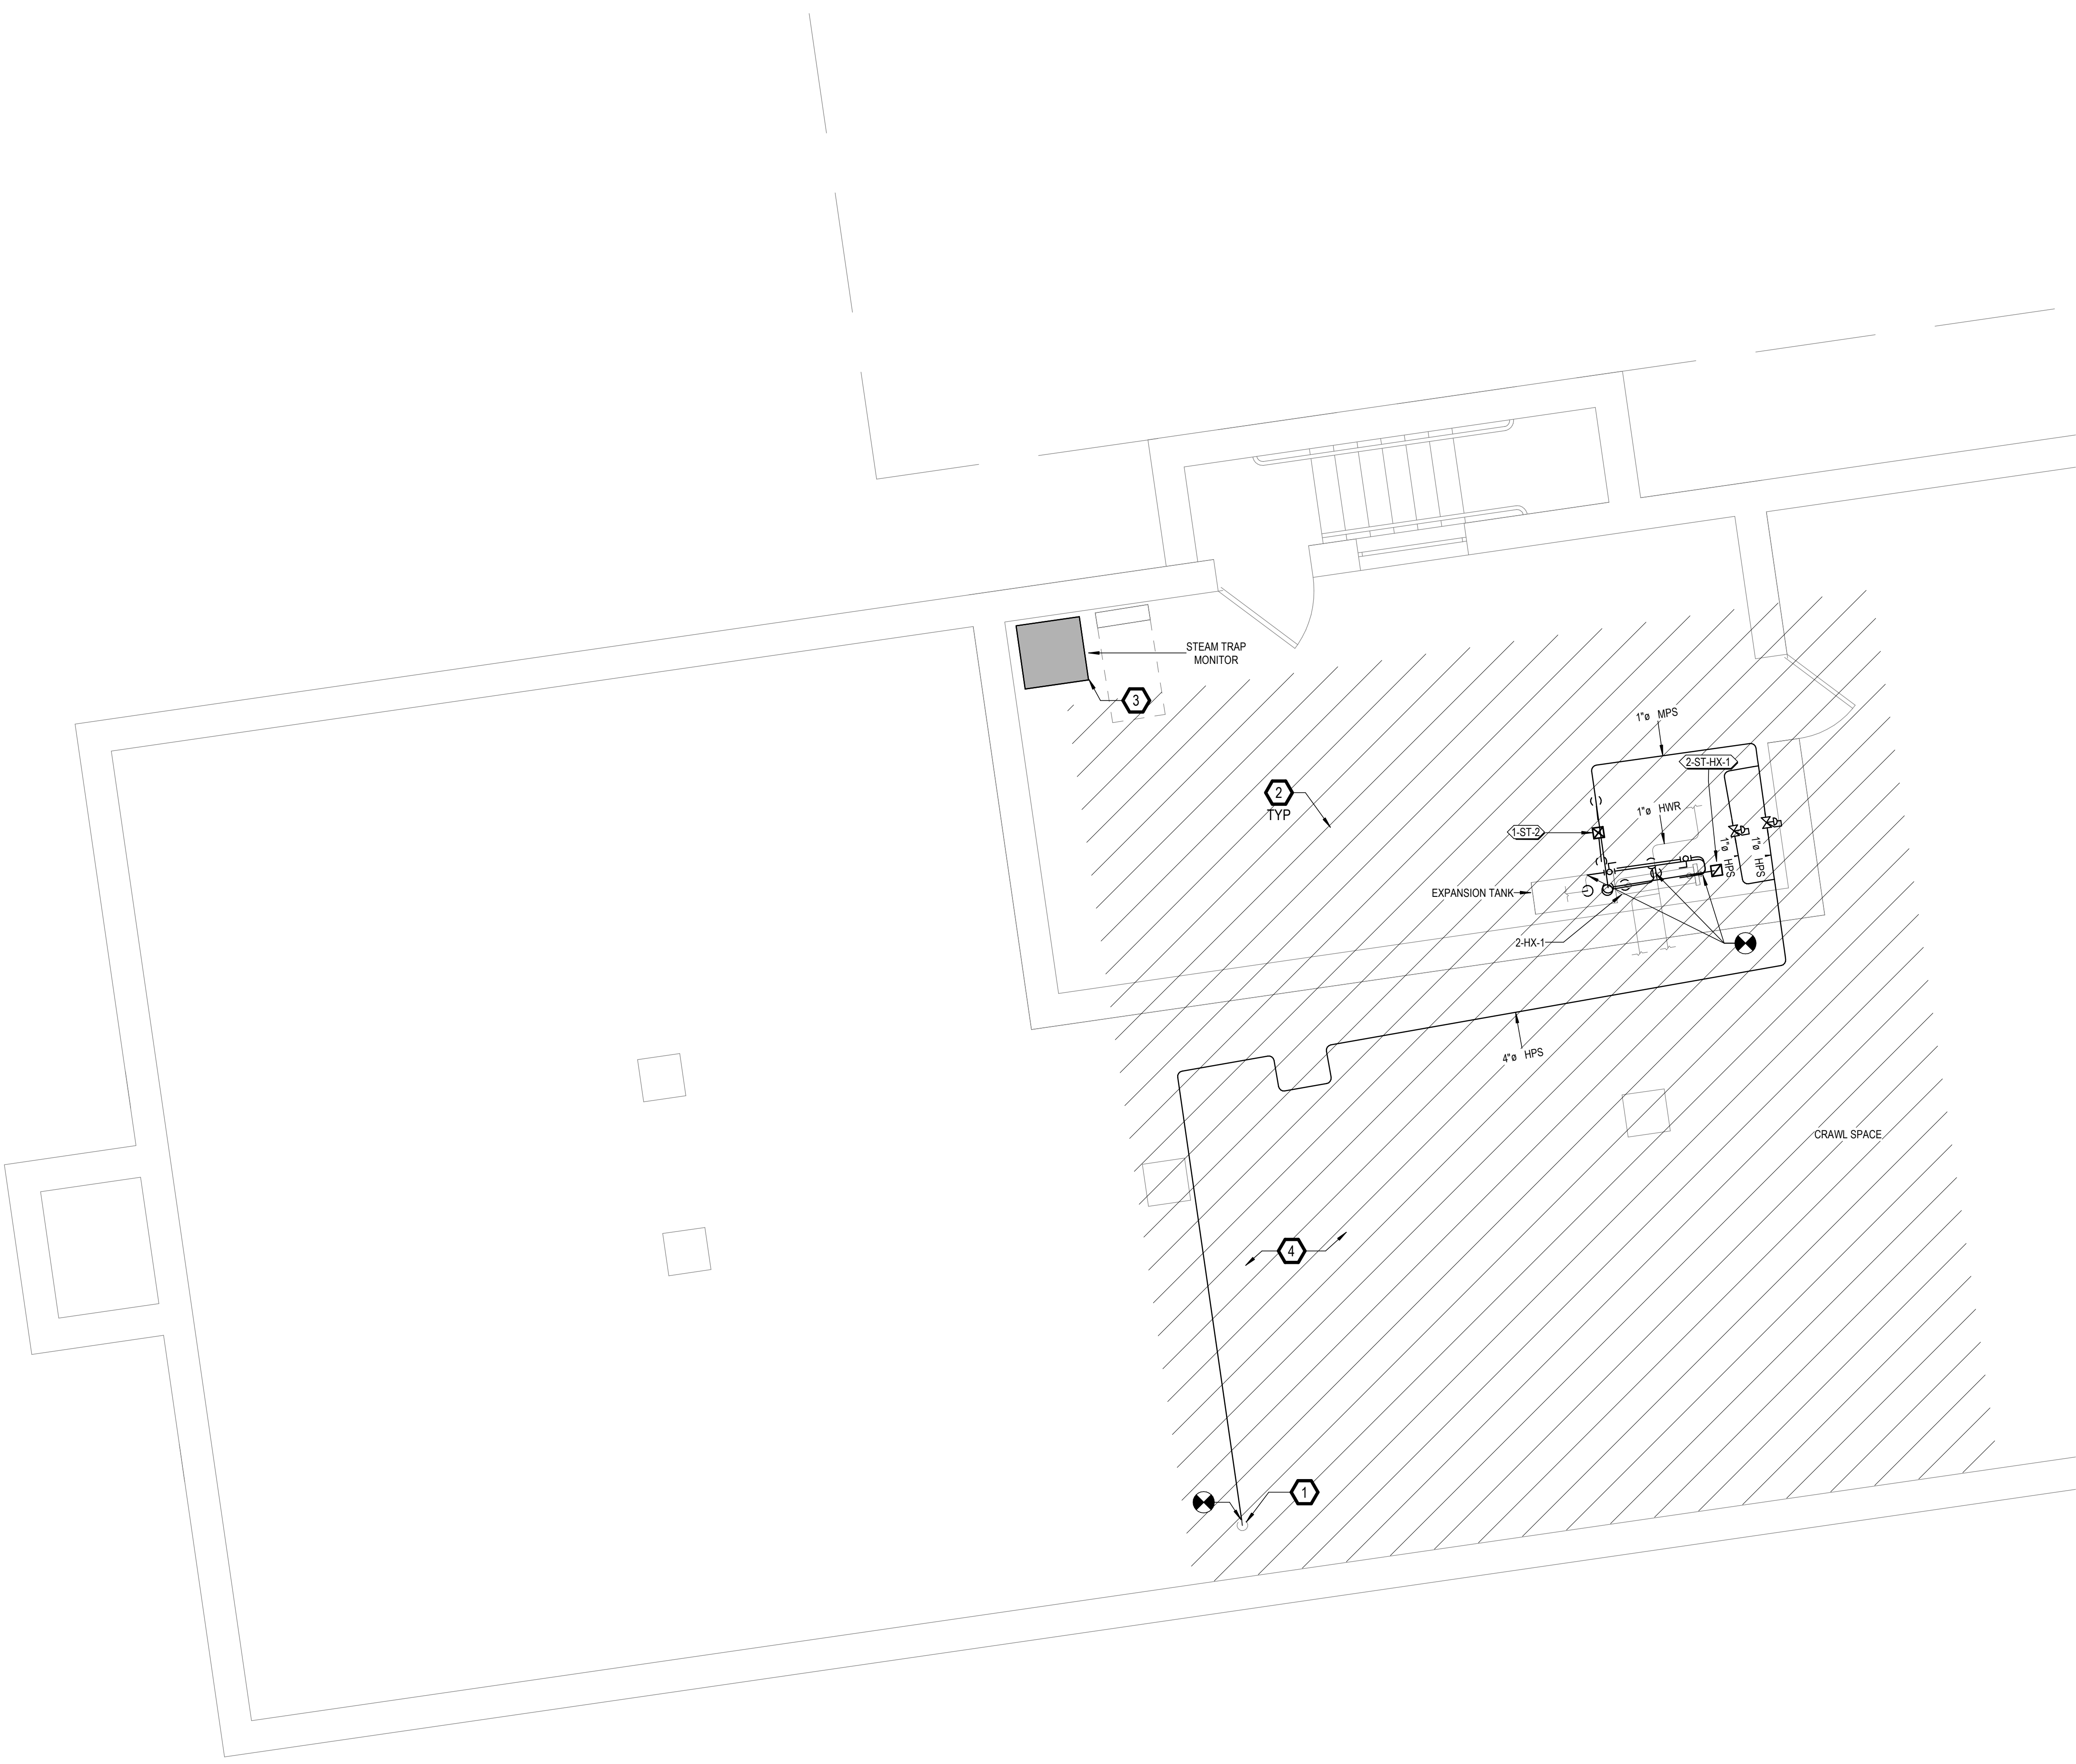 STEAM TRAP
MONITOR
3
1"ø MPS
2-ST-HX-1
2
TYP
1"ø HWR
1-ST-2
1"ø HPS
1"ø HPS
EXPANSION TANK
2-HX-1
4"ø HPS
CRAWL SPACE
4
1